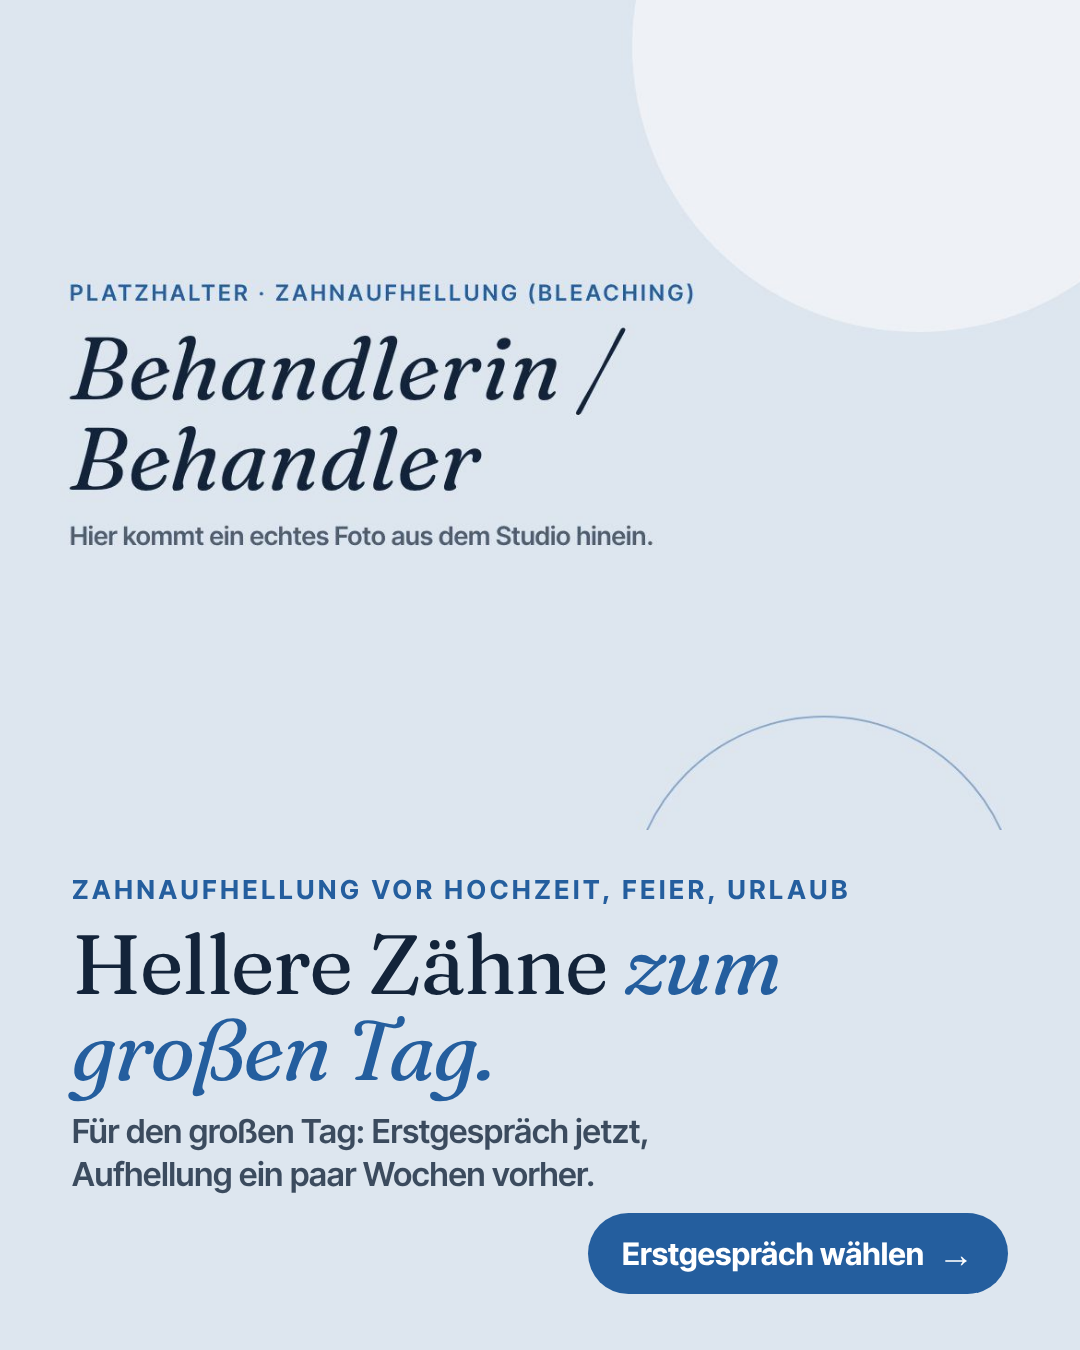 PLATZHALTER · ZAHNAUFHELLUNG (BLEACHING)
Behandlerin /
Behandler
Hier kommt ein echtes Foto aus dem Studio hinein.
ZAHNAUFHELLUNG VOR HOCHZEIT, FEIER, URLAUB
Hellere Zähne zum
großen Tag.
Für den großen Tag: Erstgespräch jetzt,
Aufhellung ein paar Wochen vorher.
Erstgespräch wählen →